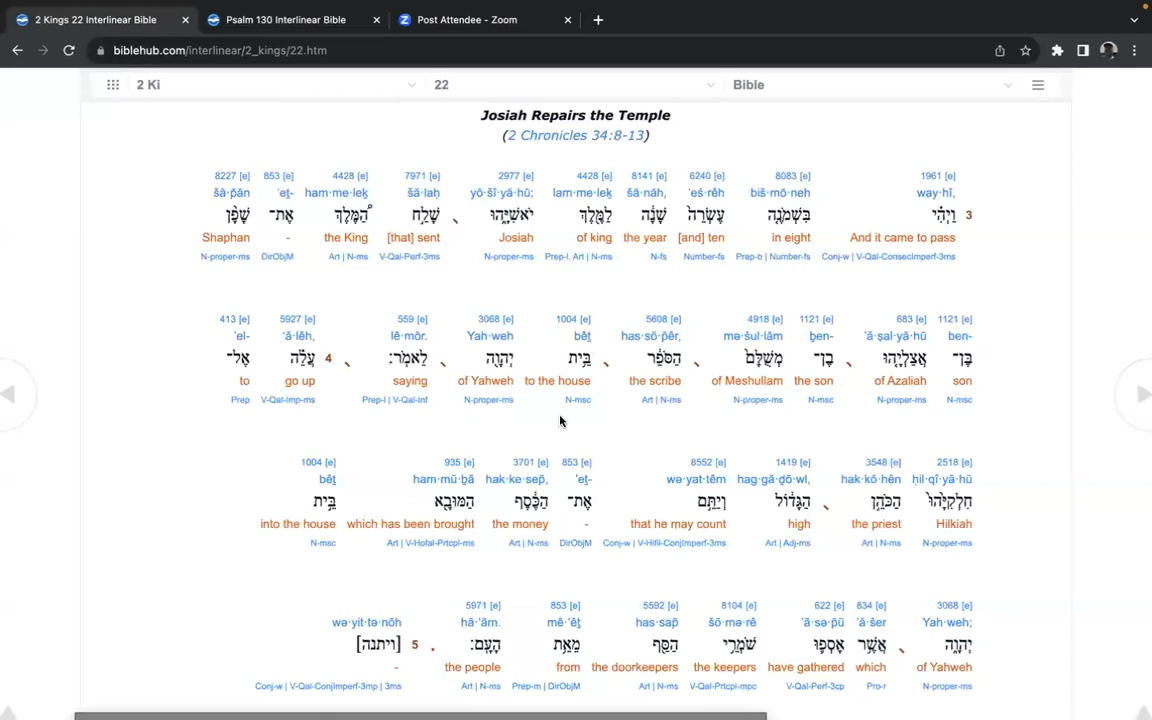 2 Kings 22 Interlinear Bible
Psalm 130 Interlinear Bible
Post Attendee - Zoom
biblehub.com/interlinear/2_kings/22.htm
2 Ki 22 Bible
Josiah Repairs the Temple
(2 Chronicles 34:8-13)
8227 [e] 853 [e] 4428 [e] 7971 [e] 2977 [e] 4428 [e] 8141 [e] 6240 [e] 8083 [e] 1961 [e]
šā·p̄ān ’eṯ- ham·me·leḵ šā·laḥ yō·šî·yā·hū; lam·me·leḵ šā·nāh, ‘eś·rêh biš·mō·neh way·hî,
3 וַיְהִ֗י בִּשְׁמֹנֶ֤ה עֶשְׂרֵה֙ שָׁנָ֔ה לַמֶּ֖לֶךְ יֹאשִׁיָּ֑הוּ 、 שָׁלַ֣ח הַ֠מֶּלֶךְ אֶת־ שָׁפָ֨ן
Shaphan - the King [that] sent Josiah of king the year [and] ten in eight And it came to pass
N-proper-ms DirObjM Art | N-ms V-Qal-Perf-3ms N-proper-ms Prep-l, Art | N-ms N-fs Number-fs Prep-b | Number-fs Conj-w | V-Qal-ConsecImperf-3ms
413 [e] 5927 [e] 559 [e] 3068 [e] 1004 [e] 5608 [e] 4918 [e] 1121 [e] 683 [e] 1121 [e]
’el- ‘ă·lêh, lê·mōr. Yah·weh bêṯ has·sō·p̄êr, mə·šul·lām ḇen- ’ă·ṣal·yā·hū ben-
בֶּן־ אֲצַלְיָ֤הוּ 、 בֶן־ מְשֻׁלָּם֙ 、 הַסֹּפֵ֔ר 、 בֵּ֥ית יְהוָ֖ה 、 לֵאמֹֽר׃ 、 4 עֲלֵ֗ה אֶל־
to go up saying of Yahweh to the house the scribe of Meshullam the son of Azaliah son
Prep V-Qal-Imp-ms Prep-l | V-Qal-Inf N-proper-ms N-msc Art | N-ms N-proper-ms N-msc N-proper-ms N-msc
1004 [e] 935 [e] 3701 [e] 853 [e] 8552 [e] 1419 [e] 3548 [e] 2518 [e]
bêṯ ham·mū·ḇā hak·ke·sep̄, ’eṯ- wə·yat·têm hag·gā·ḏō·wl, hak·kō·hên ḥil·qî·yā·hū
חִלְקִיָּ֙הוּ֙ הַכֹּהֵ֣ן 、 הַגָּד֔וֹל וְיַתֵּ֣ם אֶת־ הַכֶּ֔סֶף הַמּוּבָ֖א בֵּ֣ית
into the house which has been brought the money - that he may count high the priest Hilkiah
N-msc Art | V-Hofal-Prtcpl-ms Art | N-ms DirObjM Conj-w | V-Hifil-ConjImperf-3ms Art | Adj-ms Art | N-ms N-proper-ms
5971 [e] 853 [e] 5592 [e] 8104 [e] 622 [e] 834 [e] 3068 [e]
wə·yit·tə·nōh hā·‘ām. mê·’êṯ has·sap̄ šō·mə·rê ’ā·sə·p̄ū ’ă·šer Yah·weh;
יְהוָ֑ה 、 אֲשֶׁ֥ר אָסְפ֛וּ שֹׁמְרֵ֥י הַסַּ֖ף מֵאֵ֥ת הָעָֽם׃ . 5 [ויתנה]
- the people from the doorkeepers the keepers have gathered which of Yahweh
Conj-w | V-Qal-ConjImperf-3mp | 3ms Art | N-ms Prep-m | DirObjM Art | N-ms V-Qal-Prtcpl-mpc V-Qal-Perf-3cp Pro-r N-proper-ms